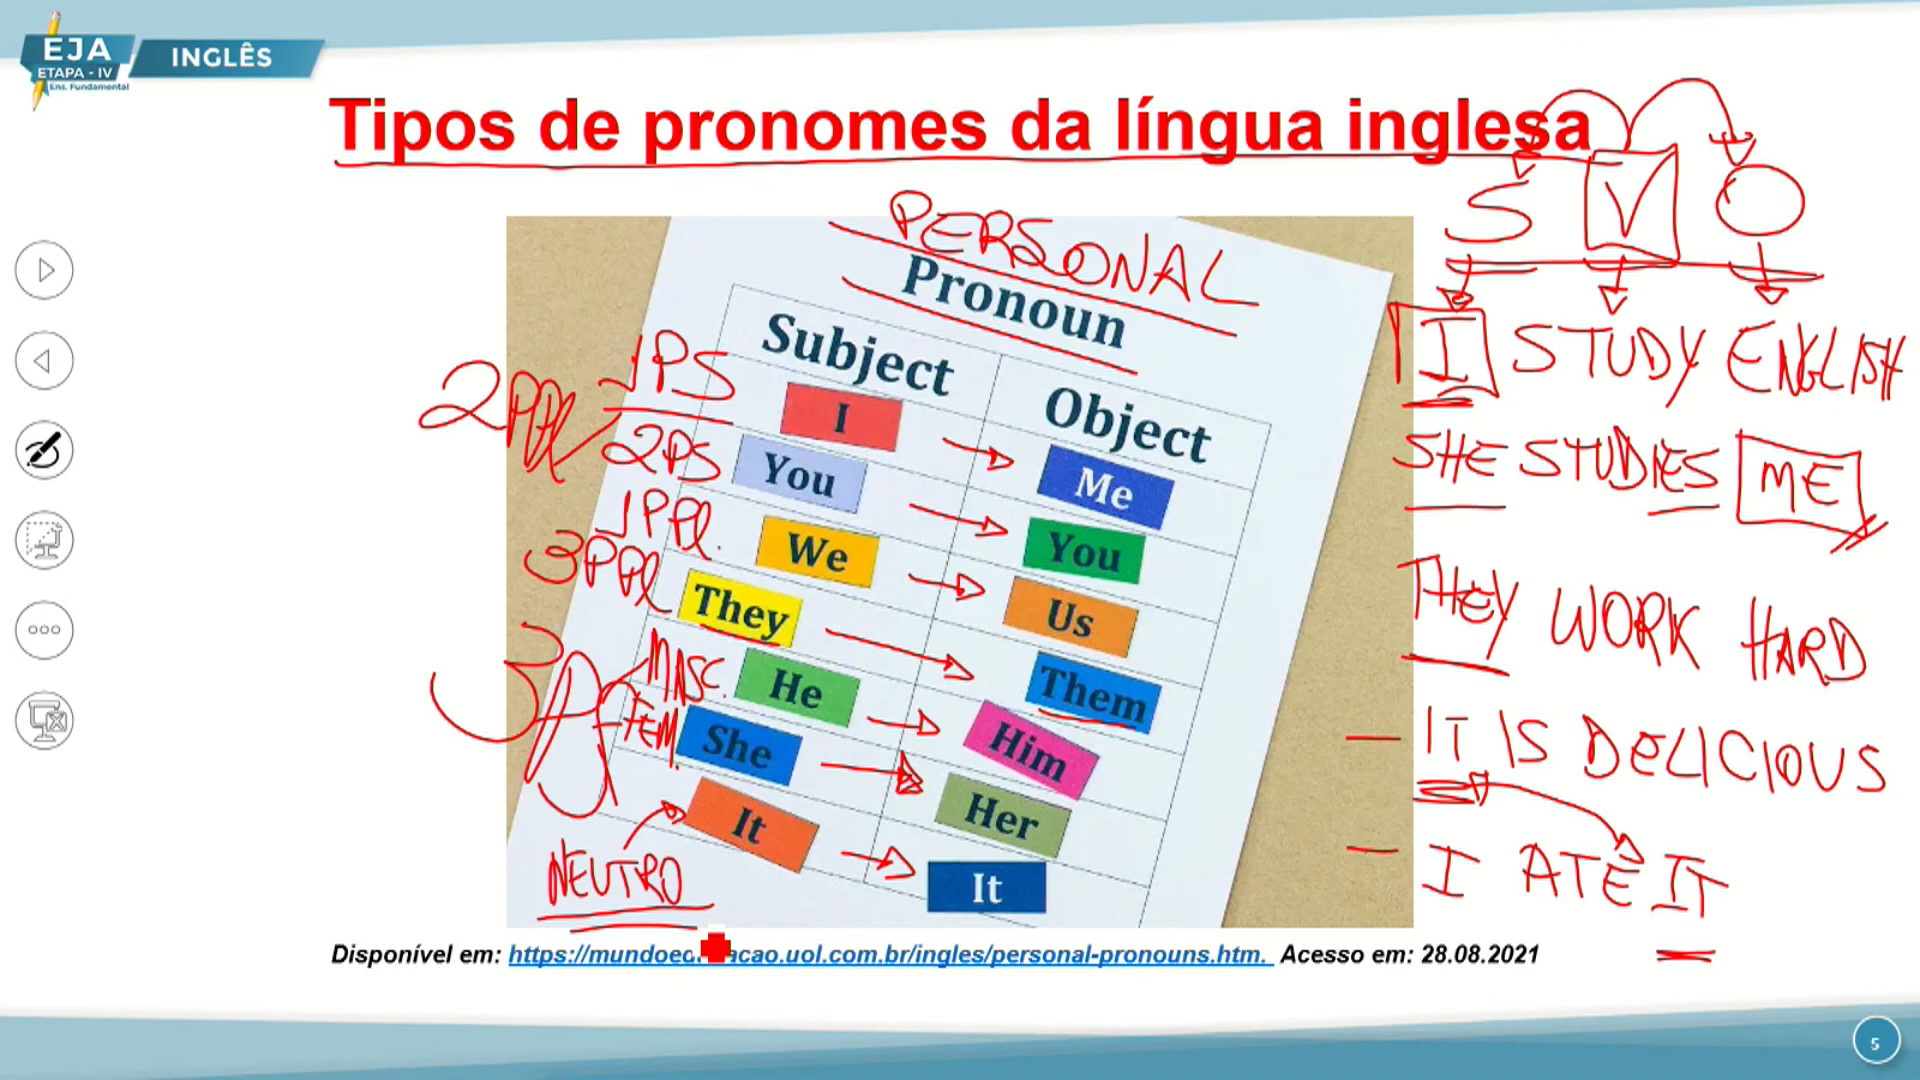 EJA
ETAPA - IV
Ens. Fundamental
INGLÊS
Tipos de pronomes da língua inglesa
S V O
PERSONAL
Pronoun
Subject Object
1PS I Me
2PPl 2PS You You
1PPl. We Us
3PPl They Them
MASC. He Him
FEM. She Her
It It
NEUTRO
I STUDY ENGLISH
SHE STUDIES ME
THEY WORK HARD
– IT IS DELICIOUS
– I ATE IT
Disponível em: https://mundoeducacao.uol.com.br/ingles/personal-pronouns.htm. Acesso em: 28.08.2021
5